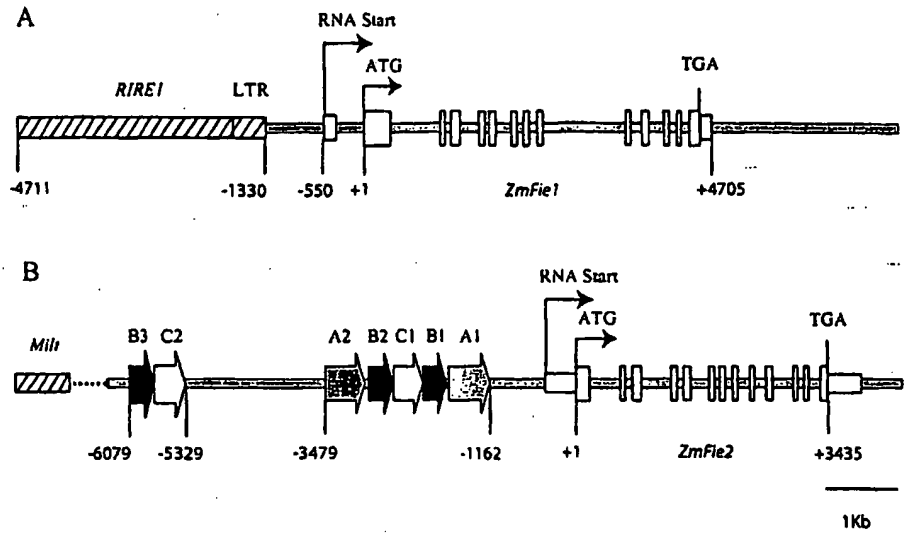 A
RNA Start
ATG
RIRE1 LTR
TGA
-4711 -1330 -550 +1 ZmFie1 +4705
B
RNA Start
ATG
Milt B3 C2 A2 B2 C1 B1 A1
TGA
-6079 -5329 -3479 -1162 +1 ZmFie2 +3435
1Kb